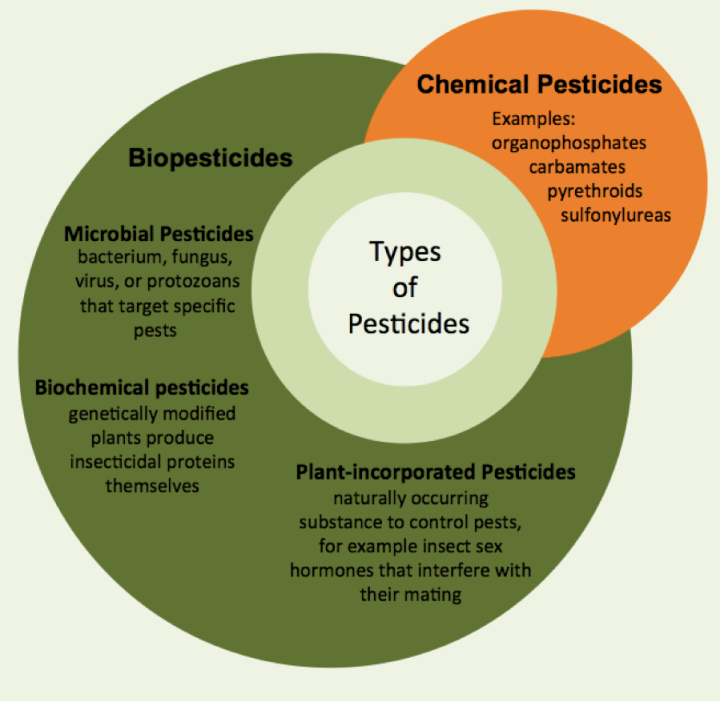 Chemical Pesticides
Examples:
organophosphates
carbamates
pyrethroids
sulfonylureas
Biopesticides
Microbial Pesticides
bacterium, fungus,
virus, or protozoans
that target specific
pests
Types
of
Pesticides
Biochemical pesticides
genetically modified
plants produce
insecticidal proteins
themselves
Plant-incorporated Pesticides
naturally occurring
substance to control pests,
for example insect sex
hormones that interfere with
their mating